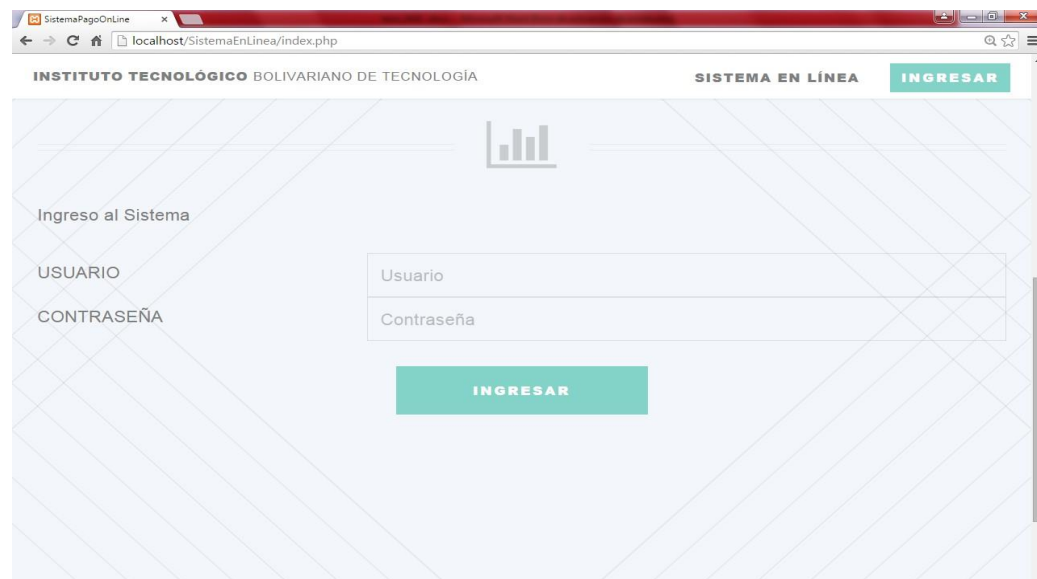 SistemaPagoOnLine
localhost/SistemaEnLinea/index.php
INSTITUTO TECNOLÓGICO BOLIVARIANO DE TECNOLOGÍA SISTEMA EN LÍNEA INGRESAR
Ingreso al Sistema
USUARIO Usuario
CONTRASEÑA Contraseña
INGRESAR